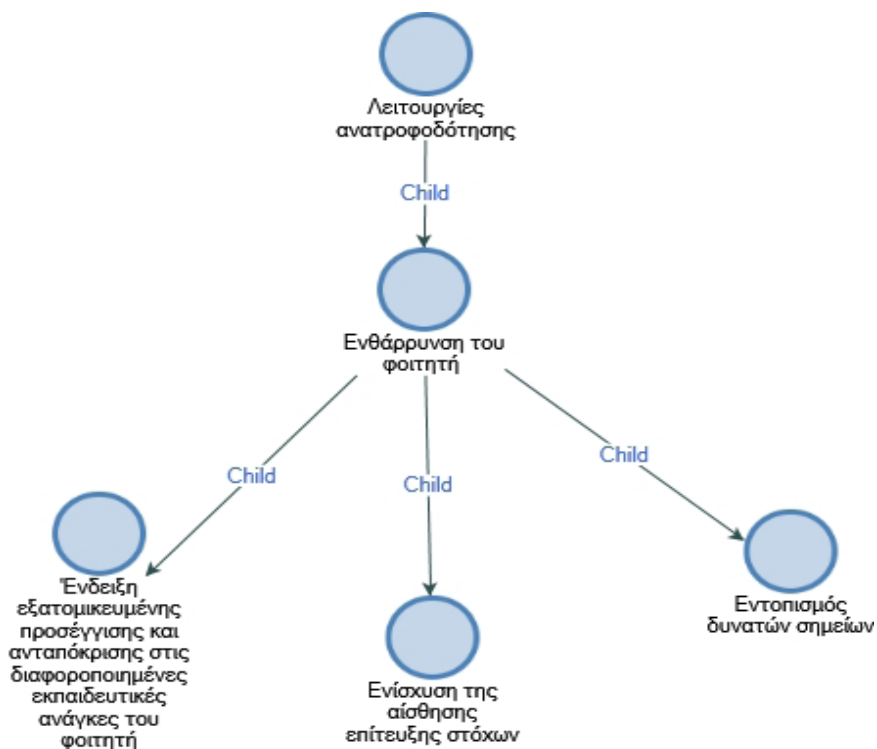 Λειτουργίες
ανατροφοδότησης
Child
Ενθάρρυνση του
φοιτητή
Child
Child
Child
Ένδειξη
εξατομικευμένης
προσέγγισης και
ανταπόκρισης στις
διαφοροποιημένες
εκπαιδευτικές
ανάγκες του
φοιτητή
Ενίσχυση της
αίσθησης
επίτευξης στόχων
Εντοπισμός
δυνατών σημείων